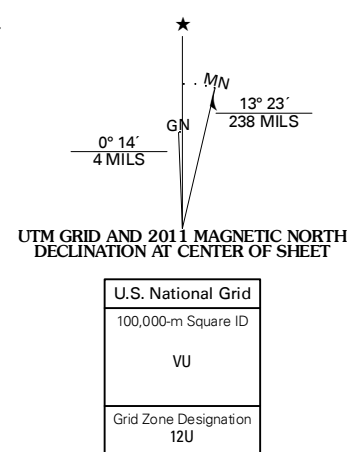 ★
MN
13° 23´
238 MILS
GN
0° 14´
4 MILS
UTM GRID AND 2011 MAGNETIC NORTH
DECLINATION AT CENTER OF SHEET
U.S. National Grid
100,000-m Square ID
VU
Grid Zone Designation
12U